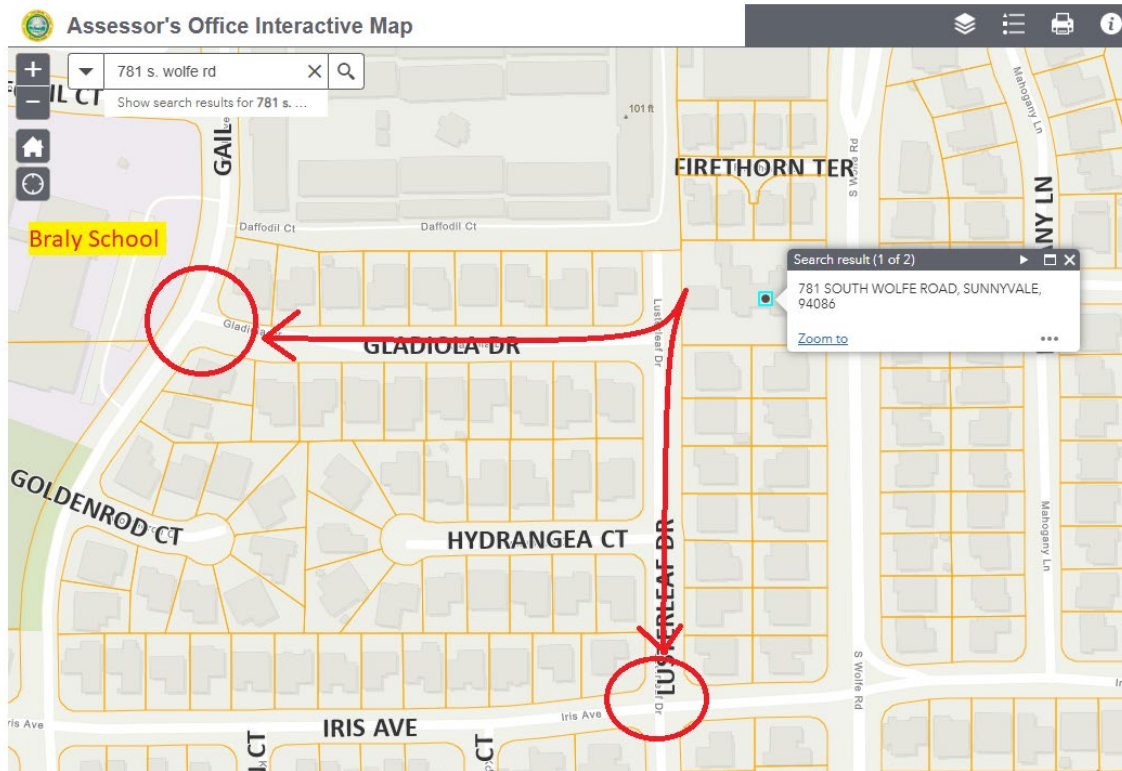 Assessor's Office Interactive Map
+
781 s. wolfe rd
Show search results for 781 s. ...
−
IL CT
GAIL
101 ft
FIRETHORN TER
S Wolfe Rd
Mahogany Ln
ANY LN
Braly School
Daffodil Ct
Daffodil Ct
Search result (1 of 2)
781 SOUTH WOLFE ROAD, SUNNYVALE,
94086
Zoom to
Lusterleaf Dr
GLADIOLA DR
GOLDENROD CT
HYDRANGEA CT
LUSTERLEAF DR
Mahogany Ln
S Wolfe Rd
ris Ave
IRIS AVE
Iris Ave
CT
CT